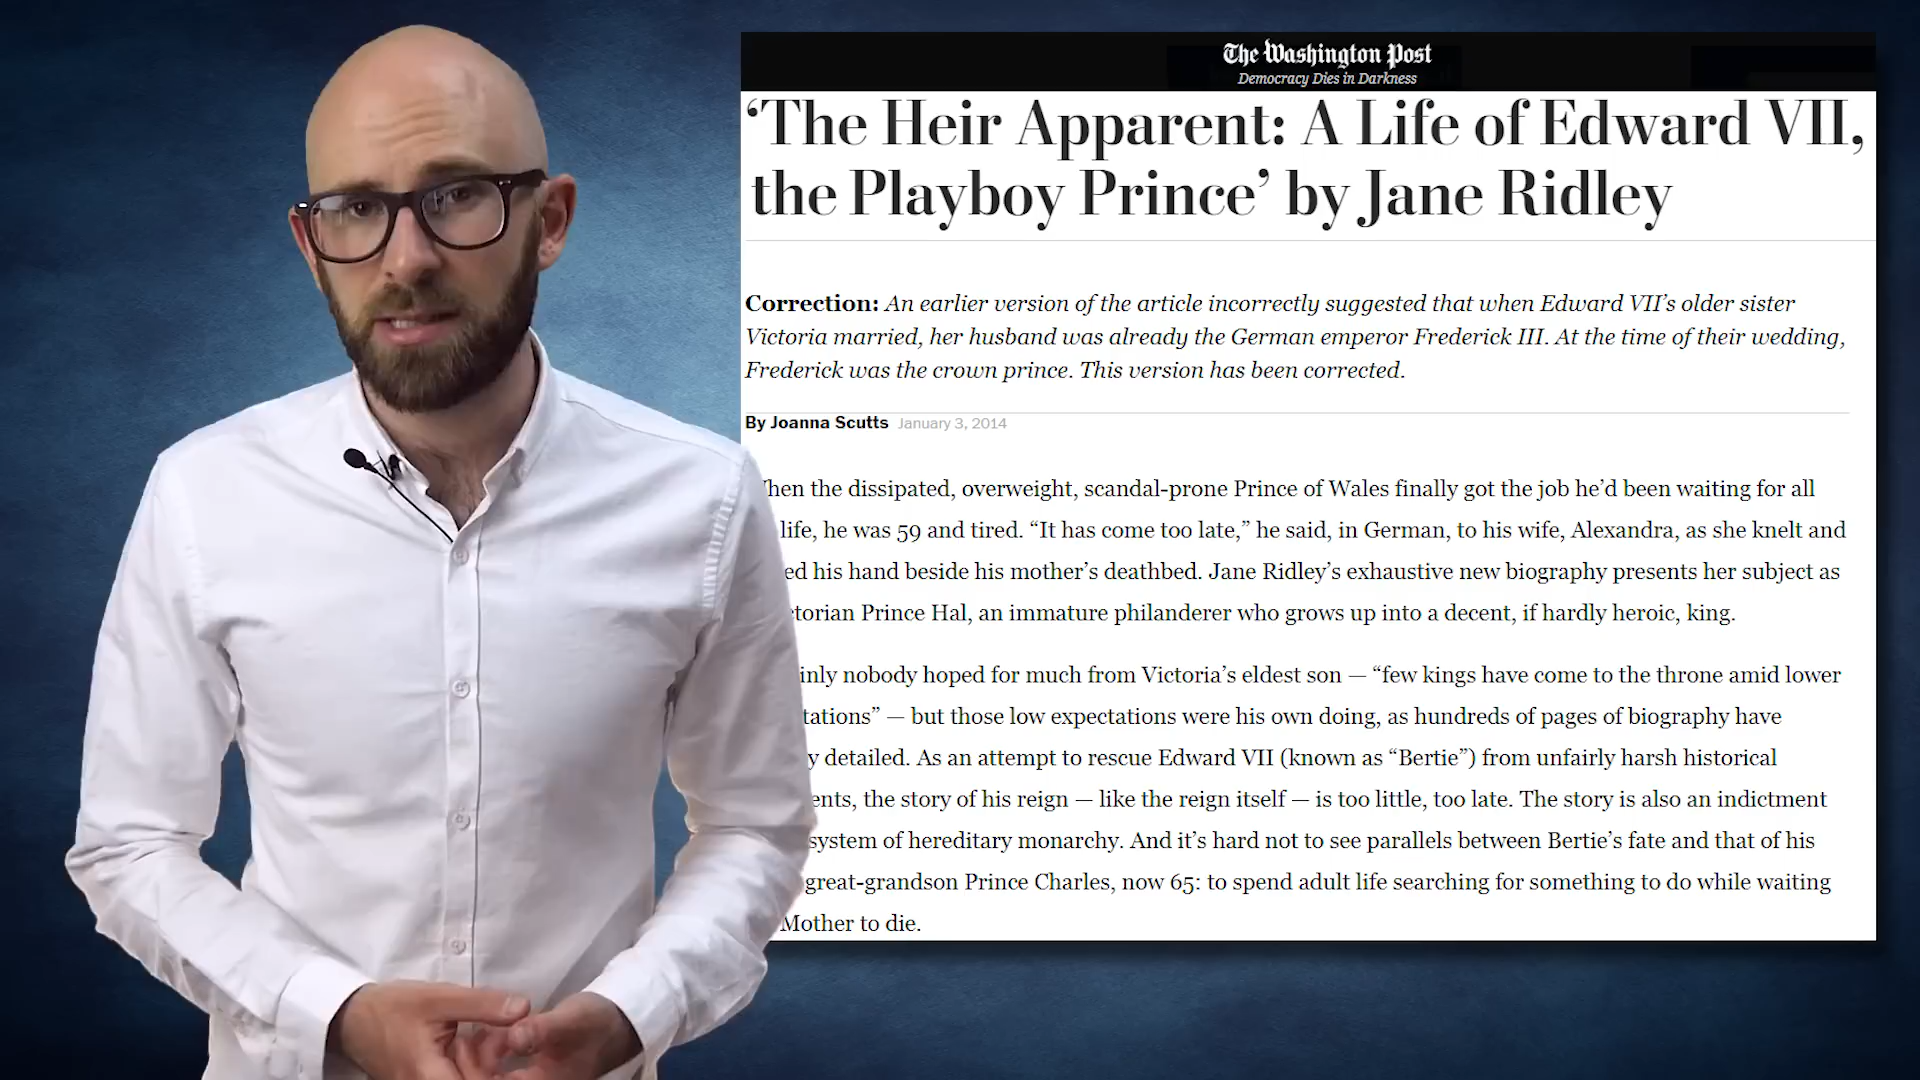 The Washington Post
Democracy Dies in Darkness
‘The Heir Apparent: A Life of Edward VII,
the Playboy Prince’ by Jane Ridley
Correction: An earlier version of the article incorrectly suggested that when Edward VII’s older sister
Victoria married, her husband was already the German emperor Frederick III. At the time of their wedding,
Frederick was the crown prince. This version has been corrected.
By Joanna Scutts January 3, 2014
hen the dissipated, overweight, scandal-prone Prince of Wales finally got the job he’d been waiting for all
life, he was 59 and tired. “It has come too late,” he said, in German, to his wife, Alexandra, as she knelt and
ed his hand beside his mother’s deathbed. Jane Ridley’s exhaustive new biography presents her subject as
ctorian Prince Hal, an immature philanderer who grows up into a decent, if hardly heroic, king.
inly nobody hoped for much from Victoria’s eldest son — “few kings have come to the throne amid lower
tations” — but those low expectations were his own doing, as hundreds of pages of biography have
y detailed. As an attempt to rescue Edward VII (known as “Bertie”) from unfairly harsh historical
ents, the story of his reign — like the reign itself — is too little, too late. The story is also an indictment
system of hereditary monarchy. And it’s hard not to see parallels between Bertie’s fate and that of his
great-grandson Prince Charles, now 65: to spend adult life searching for something to do while waiting
Mother to die.